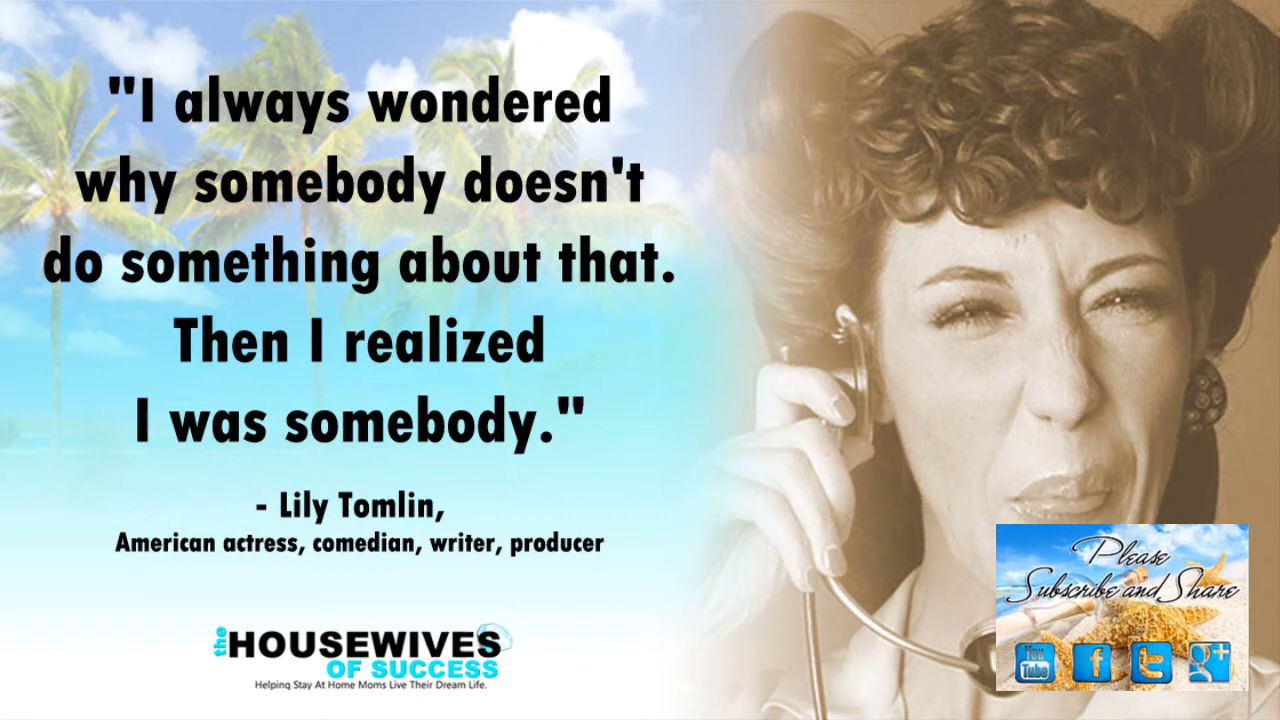 "I always wondered
why somebody doesn't
do something about that.
Then I realized
I was somebody."
- Lily Tomlin,
American actress, comedian, writer, producer
the HOUSEWIVES
OF SUCCESS
Helping Stay At Home Moms Live Their Dream Life.
Please
Subscribe and Share
You
Tube
f
t
g+